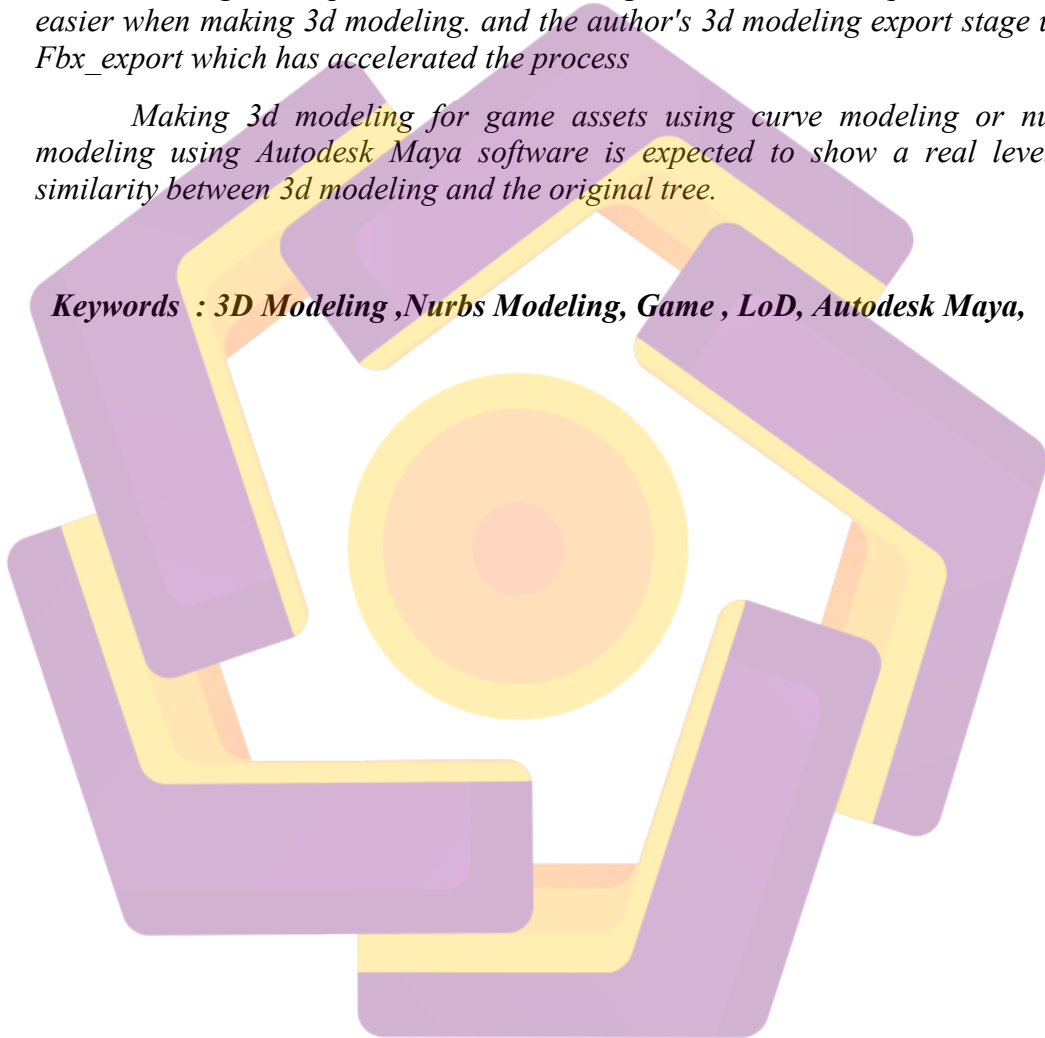 easier when making 3d modeling. and the author's 3d modeling export stage
Fbx_export which has accelerated the process
Making 3d modeling for game assets using curve modeling or
modeling using Autodesk Maya software is expected to show a real
similarity between 3d modeling and the original tree.
Keywords : 3D Modeling ,Nurbs Modeling, Game , LoD, Autodesk Maya,